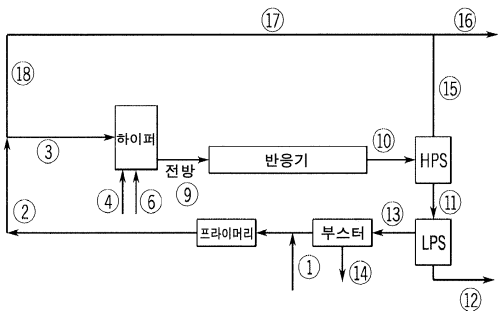 ⑰
⑯
⑱
⑮
하이퍼
③
⑩
반응기
HPS
전방
④
⑥
⑨
⑪
②
⑬
프라이머리
부스터
LPS
①
⑭
⑫